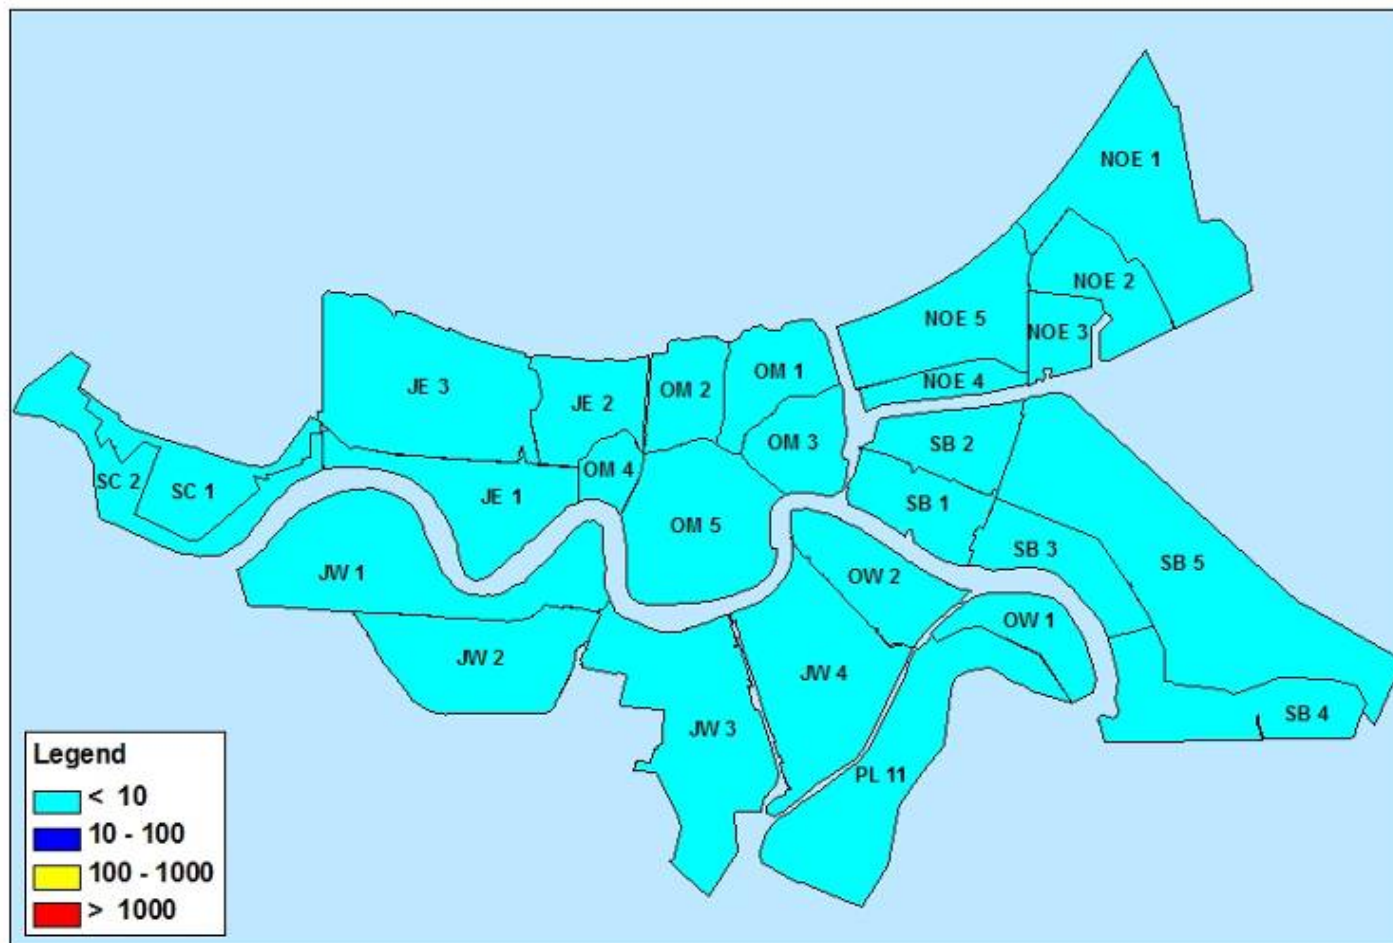 NOE 1
NOE 2
NOE 5
NOE 3
NOE 4
OM 1
OM 2
JE 3
JE 2
OM 3
SB 2
OM 4
SC 2
SC 1
JE 1
SB 1
OM 5
SB 3
SB 5
JW 1
OW 2
OW 1
JW 2
JW 4
SB 4
JW 3
PL 11
Legend
< 10
10 - 100
100 - 1000
> 1000